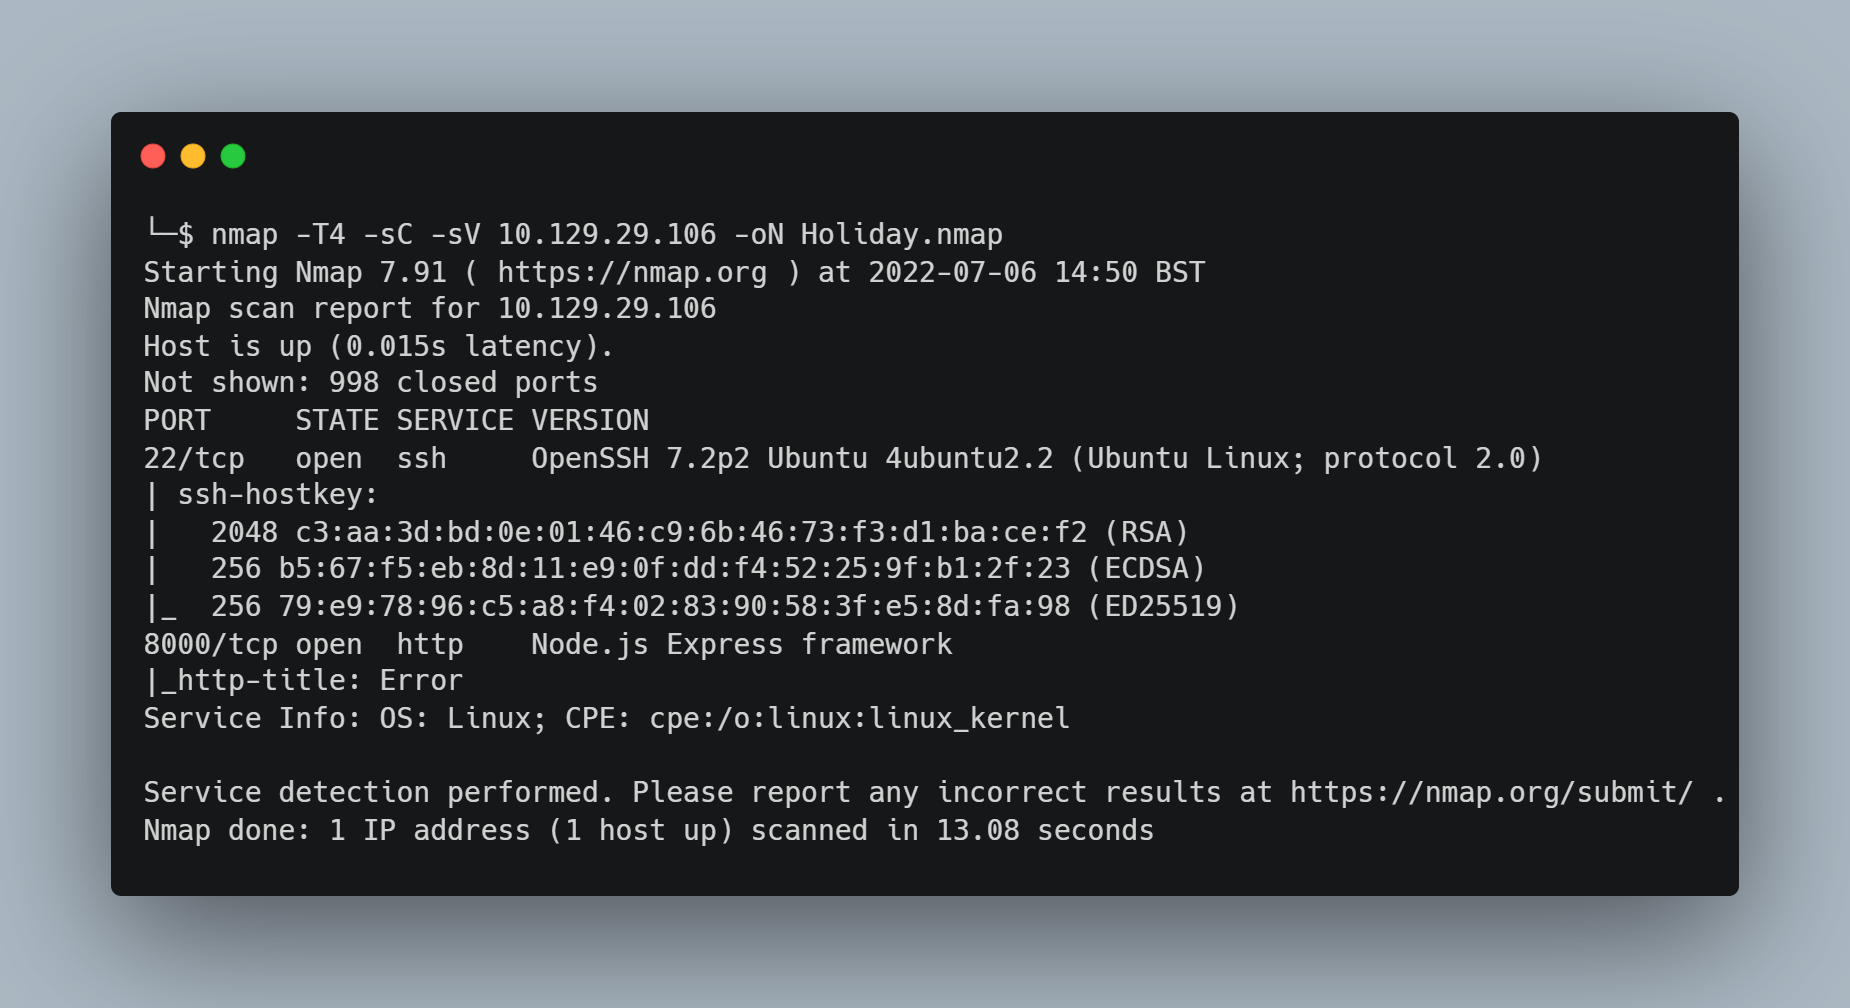 └─$ nmap -T4 -sC -sV 10.129.29.106 -oN Holiday.nmap
Starting Nmap 7.91 ( https://nmap.org ) at 2022-07-06 14:50 BST
Nmap scan report for 10.129.29.106
Host is up (0.015s latency).
Not shown: 998 closed ports
PORT     STATE SERVICE VERSION
22/tcp   open  ssh     OpenSSH 7.2p2 Ubuntu 4ubuntu2.2 (Ubuntu Linux; protocol 2.0)
| ssh-hostkey:
|   2048 c3:aa:3d:bd:0e:01:46:c9:6b:46:73:f3:d1:ba:ce:f2 (RSA)
|   256 b5:67:f5:eb:8d:11:e9:0f:dd:f4:52:25:9f:b1:2f:23 (ECDSA)
|_  256 79:e9:78:96:c5:a8:f4:02:83:90:58:3f:e5:8d:fa:98 (ED25519)
8000/tcp open  http    Node.js Express framework
|_http-title: Error
Service Info: OS: Linux; CPE: cpe:/o:linux:linux_kernel
Service detection performed. Please report any incorrect results at https://nmap.org/submit/ .
Nmap done: 1 IP address (1 host up) scanned in 13.08 seconds